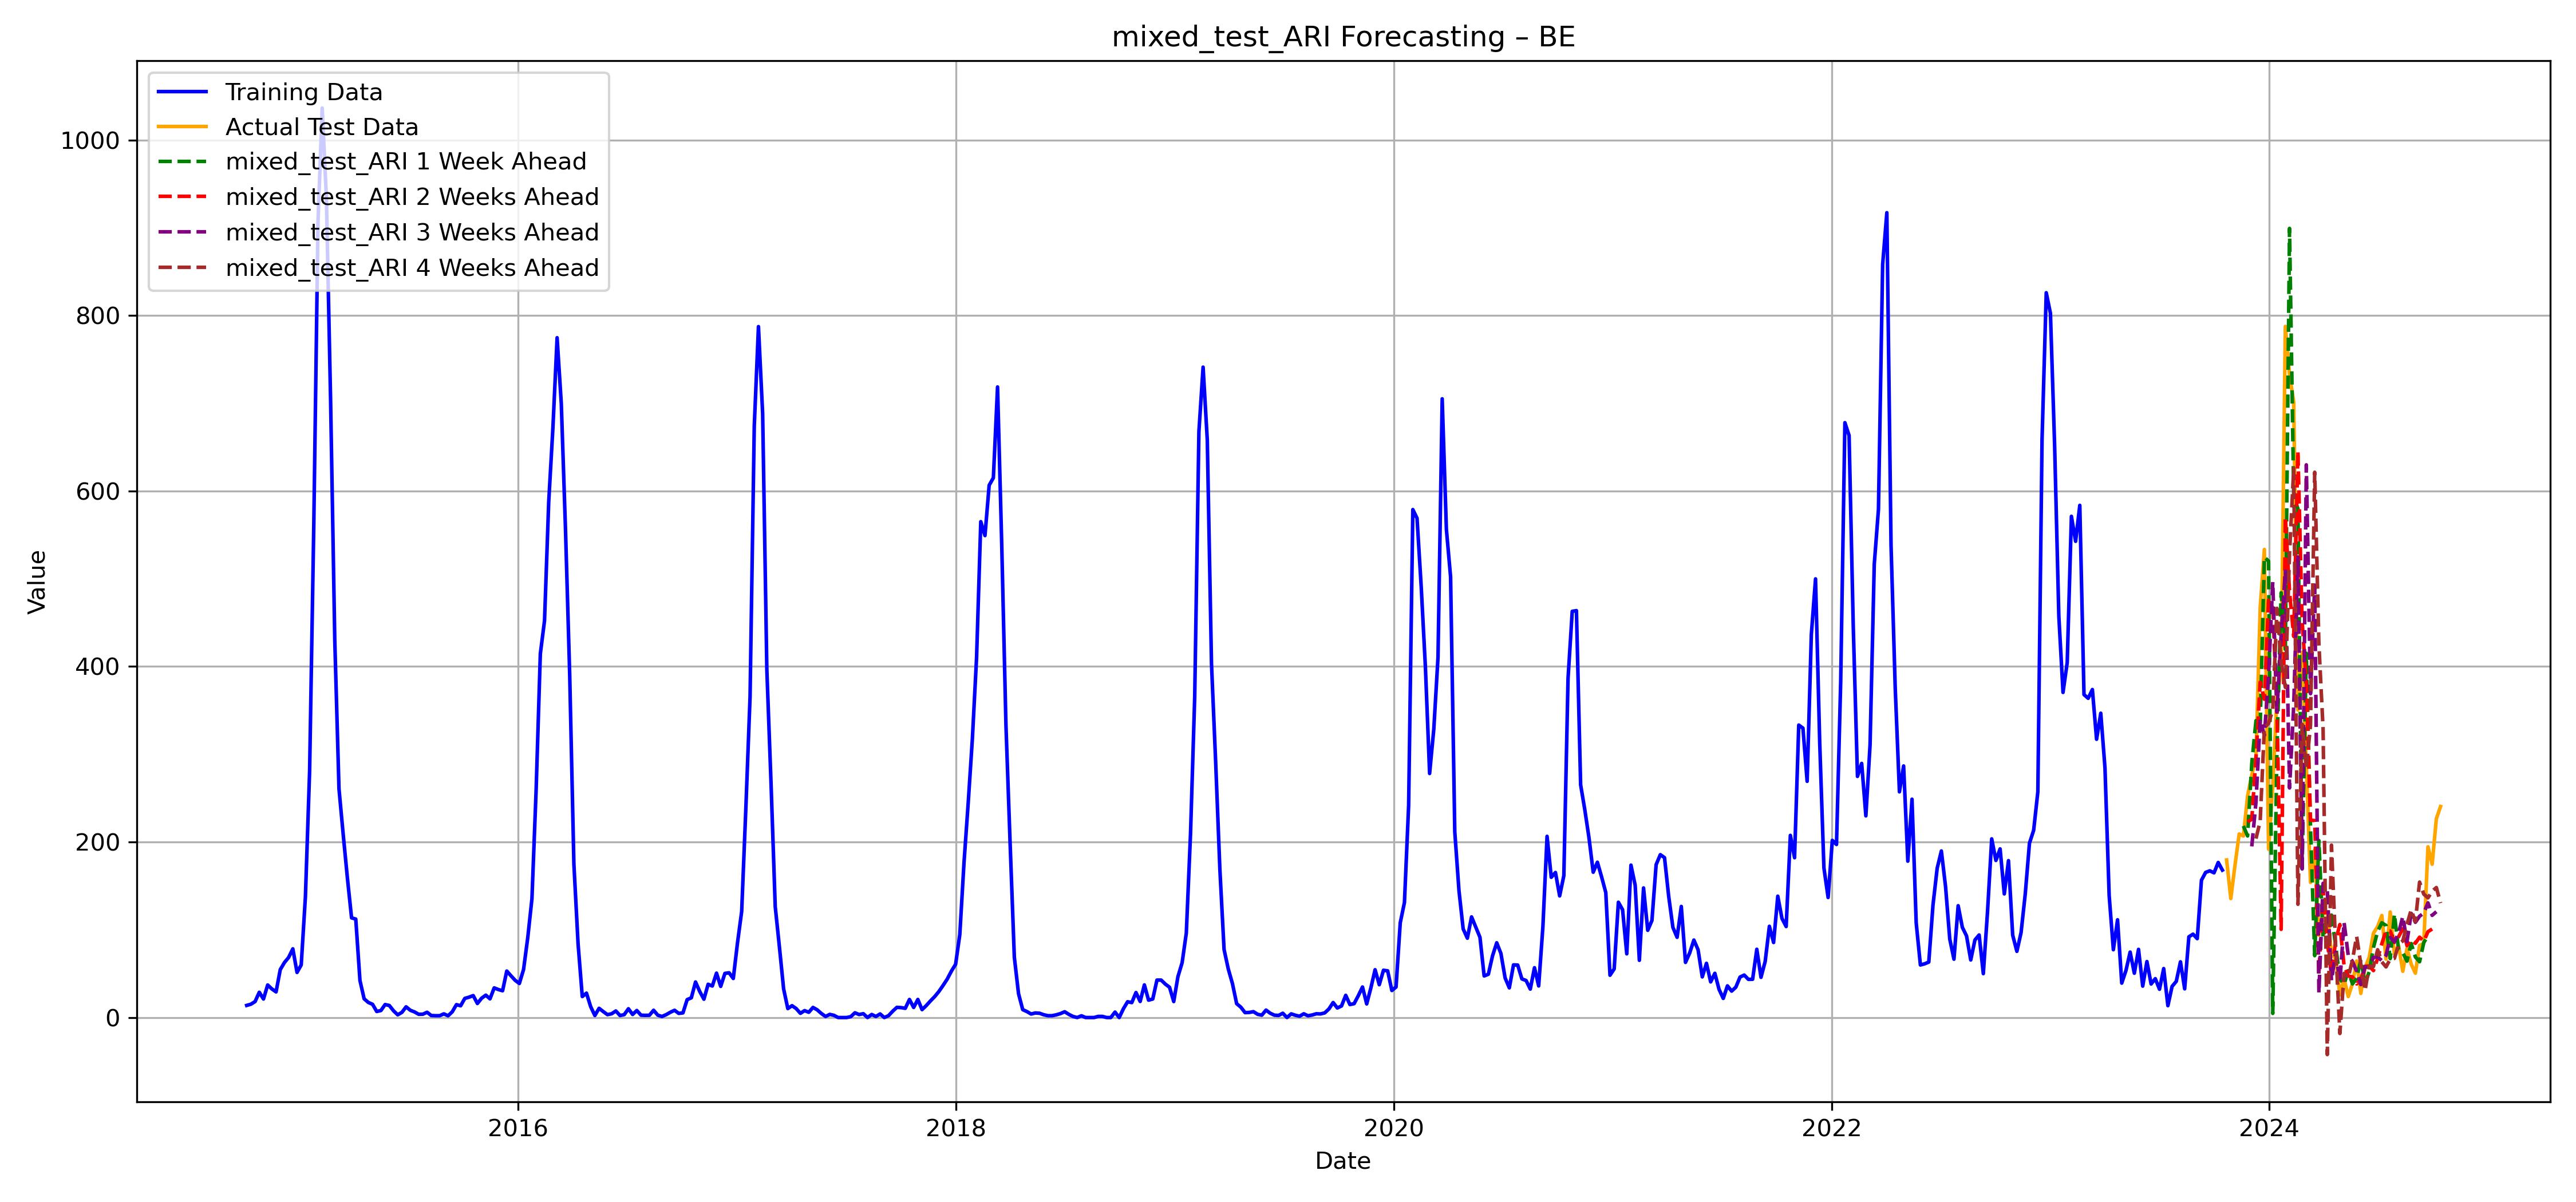 mixed_test_ARI Forecasting – BE
Training Data
Actual Test Data
mixed_test_ARI 1 Week Ahead
mixed_test_ARI 2 Weeks Ahead
mixed_test_ARI 3 Weeks Ahead
mixed_test_ARI 4 Weeks Ahead
1000
800
600
400
200
0
Value
2016
2018
2020
2022
2024
Date